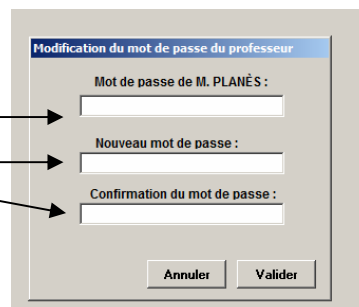 Modification du mot de passe du professeur
Mot de passe de M. PLANÈS :
Nouveau mot de passe :
Confirmation du mot de passe :
Annuler
Valider